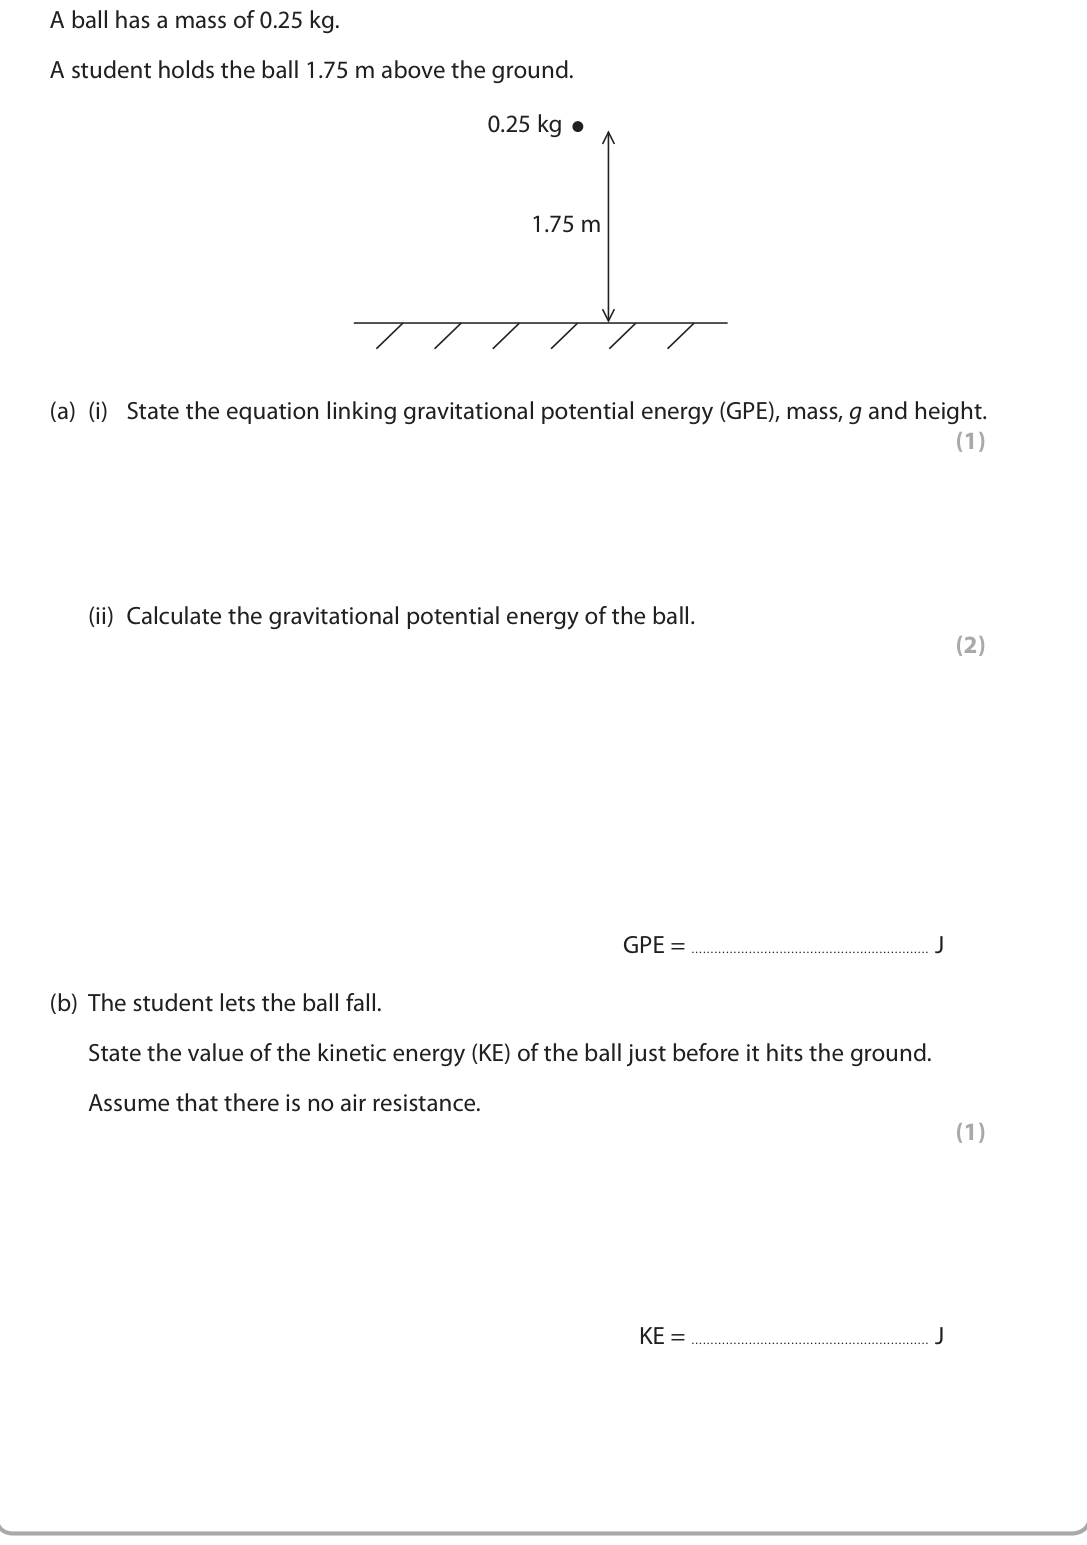 A ball has a mass of 0.25 kg.
A student holds the ball 1.75 m above the ground.
0.25 kg
1.75 m
(a) (i) State the equation linking gravitational potential energy (GPE), mass, g and height.
(1)
(ii) Calculate the gravitational potential energy of the ball.
(2)
GPE = ............................................................ J
(b) The student lets the ball fall.
State the value of the kinetic energy (KE) of the ball just before it hits the ground.
Assume that there is no air resistance.
(1)
KE = ............................................................ J